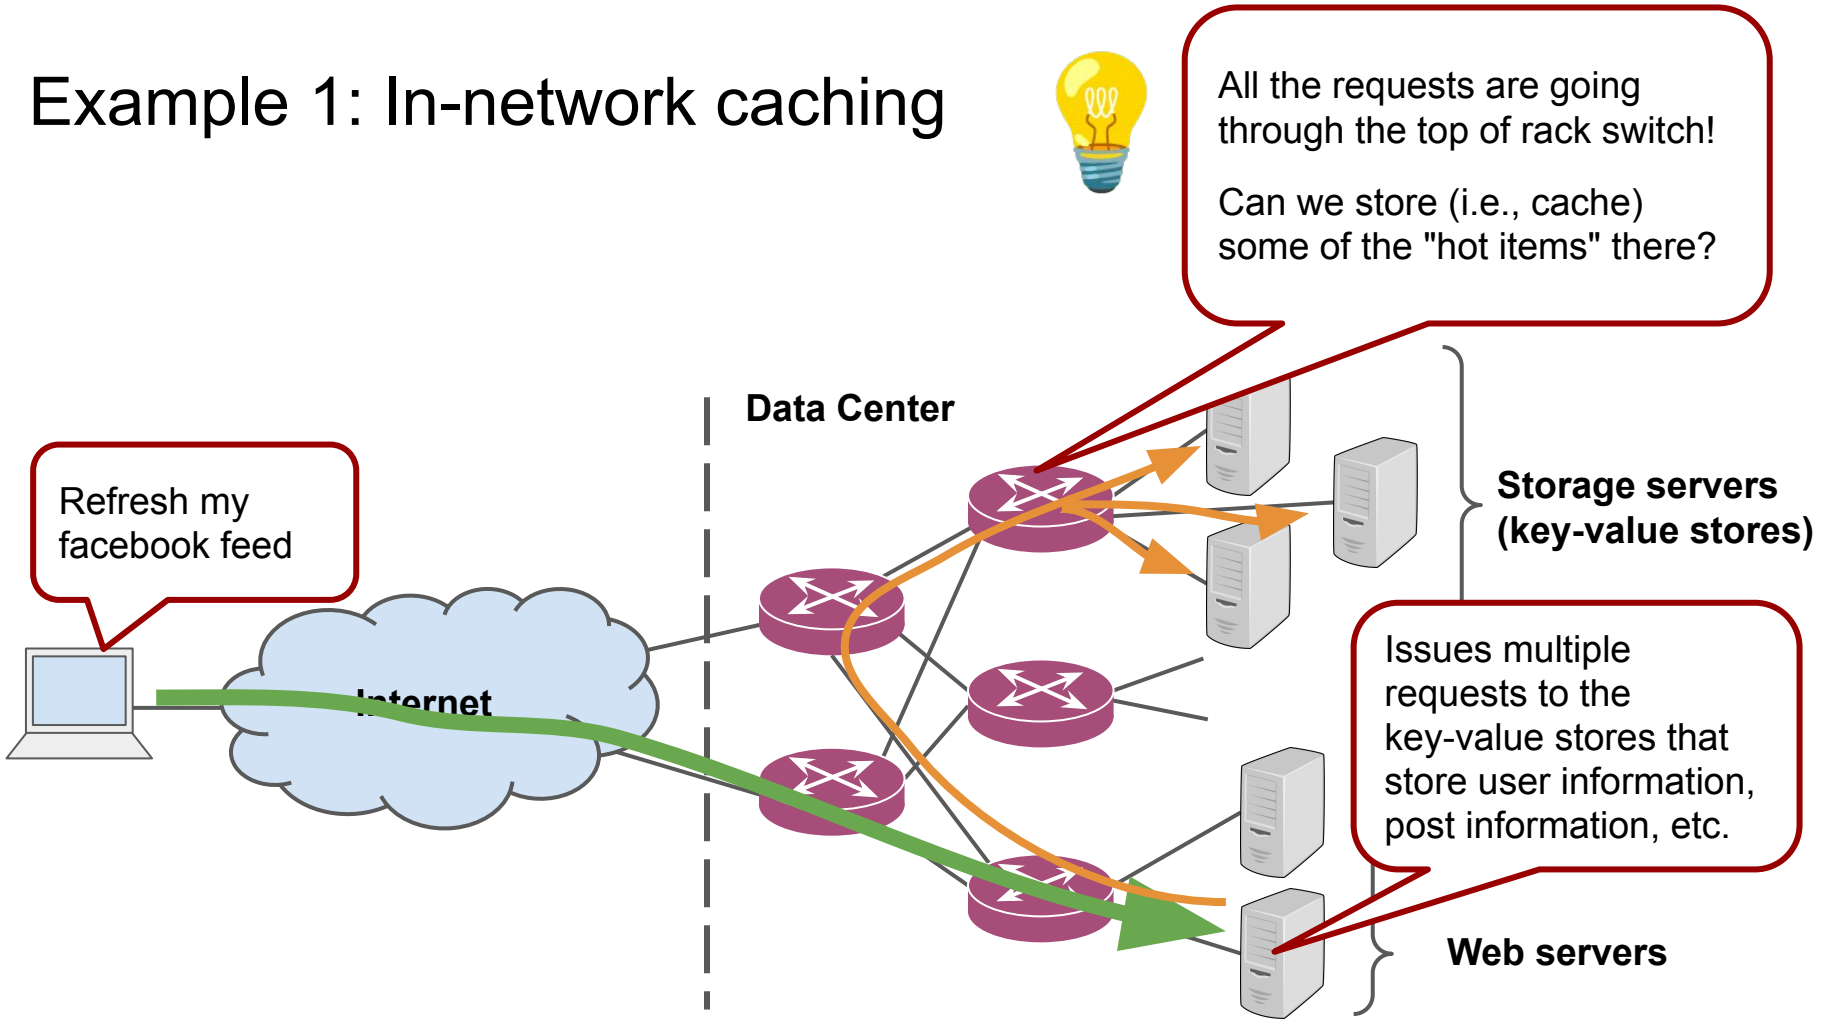 Example 1: In-network caching
All the requests are going
through the top of rack switch!
Can we store (i.e., cache)
some of the "hot items" there?
Data Center
Refresh my
facebook feed
Storage servers
(key-value stores)
Internet
Issues multiple
requests to the
key-value stores that
store user information,
post information, etc.
Web servers